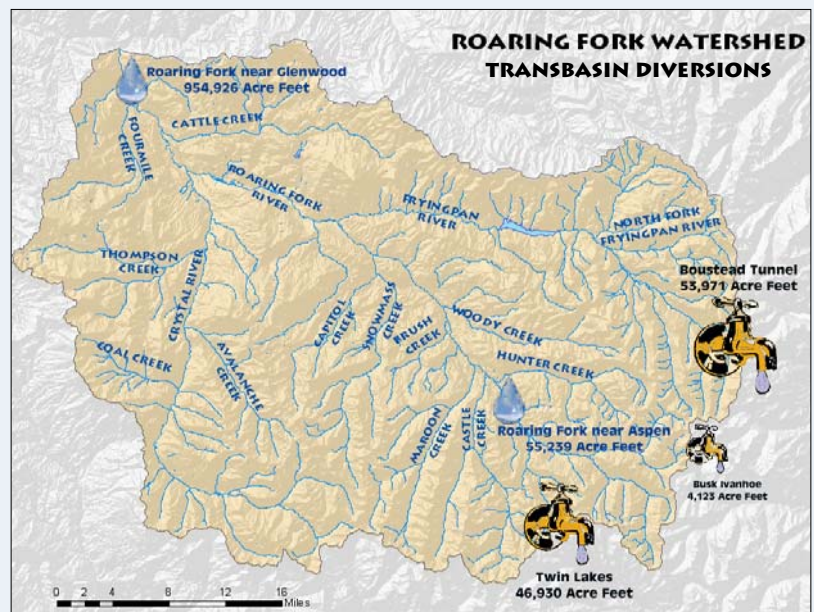 ROARING FORK WATERSHED
TRANSBASIN DIVERSIONS
Roaring Fork near Glenwood
954,926 Acre Feet
CATTLE CREEK
FOURMILE
CREEK
ROARING FORK
RIVER
FRYINGPAN
RIVER
NORTH FORK
FRYINGPAN RIVER
THOMPSON
CREEK
CRYSTAL RIVER
Boustead Tunnel
53,971 Acre Feet
CAPITOL
CREEK
SNOWMASS
CREEK
BRUSH
CREEK
WOODY CREEK
HUNTER CREEK
COAL CREEK
AVALANCHE
CREEK
MAROON
CREEK
CASTLE
CREEK
Roaring Fork near Aspen
55,239 Acre Feet
Busk Ivanhoe
4,123 Acre Feet
Twin Lakes
46,930 Acre Feet
0 2 4 8 12 16
Miles